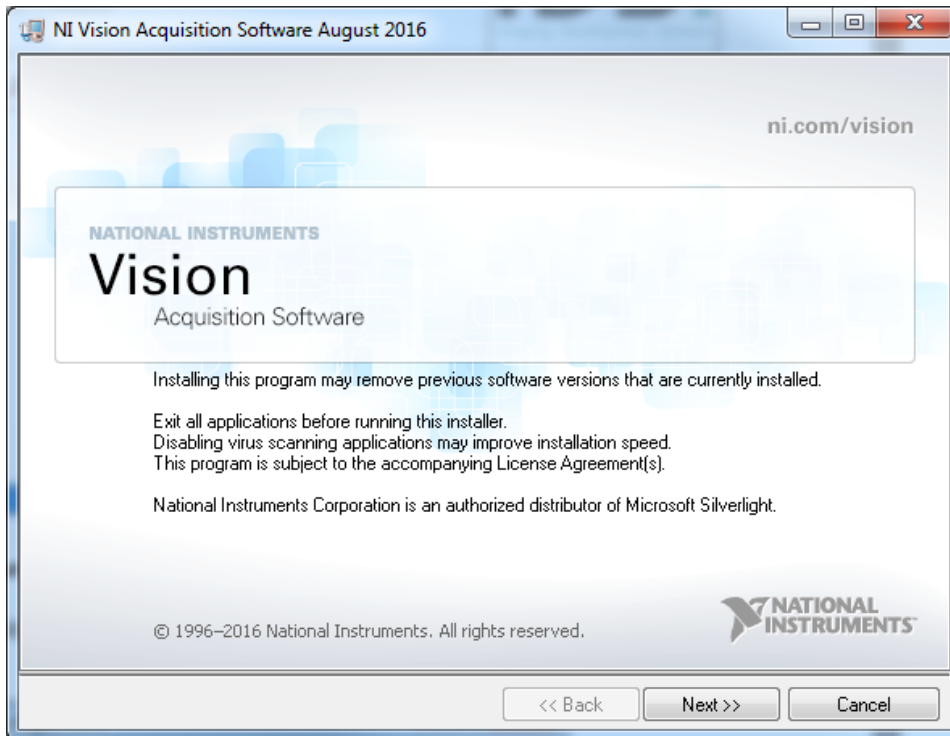 NI Vision Acquisition Software August 2016
ni.com/vision
NATIONAL INSTRUMENTS
Vision
Acquisition Software
Installing this program may remove previous software versions that are currently installed.
Exit all applications before running this installer.
Disabling virus scanning applications may improve installation speed.
This program is subject to the accompanying License Agreement(s).
National Instruments Corporation is an authorized distributor of Microsoft Silverlight.
© 1996–2016 National Instruments. All rights reserved.
NATIONAL
INSTRUMENTS™
<< Back
Next >>
Cancel